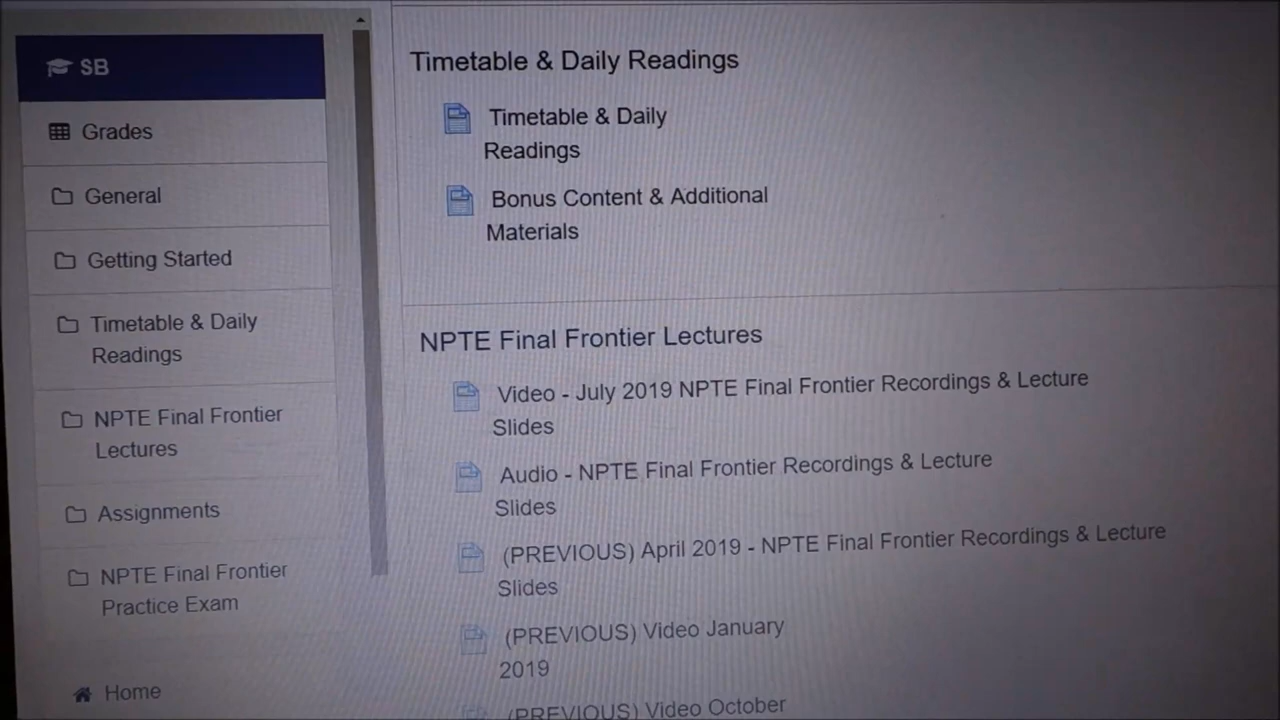 SB
Grades
General
Getting Started
Timetable & Daily
Readings
NPTE Final Frontier
Lectures
Assignments
NPTE Final Frontier
Practice Exam
Home
Timetable & Daily Readings
Timetable & Daily
Readings
Bonus Content & Additional
Materials
NPTE Final Frontier Lectures
Video - July 2019 NPTE Final Frontier Recordings & Lecture
Slides
Audio - NPTE Final Frontier Recordings & Lecture
Slides
(PREVIOUS) April 2019 - NPTE Final Frontier Recordings & Lecture
Slides
(PREVIOUS) Video January
2019
(PREVIOUS) Video October